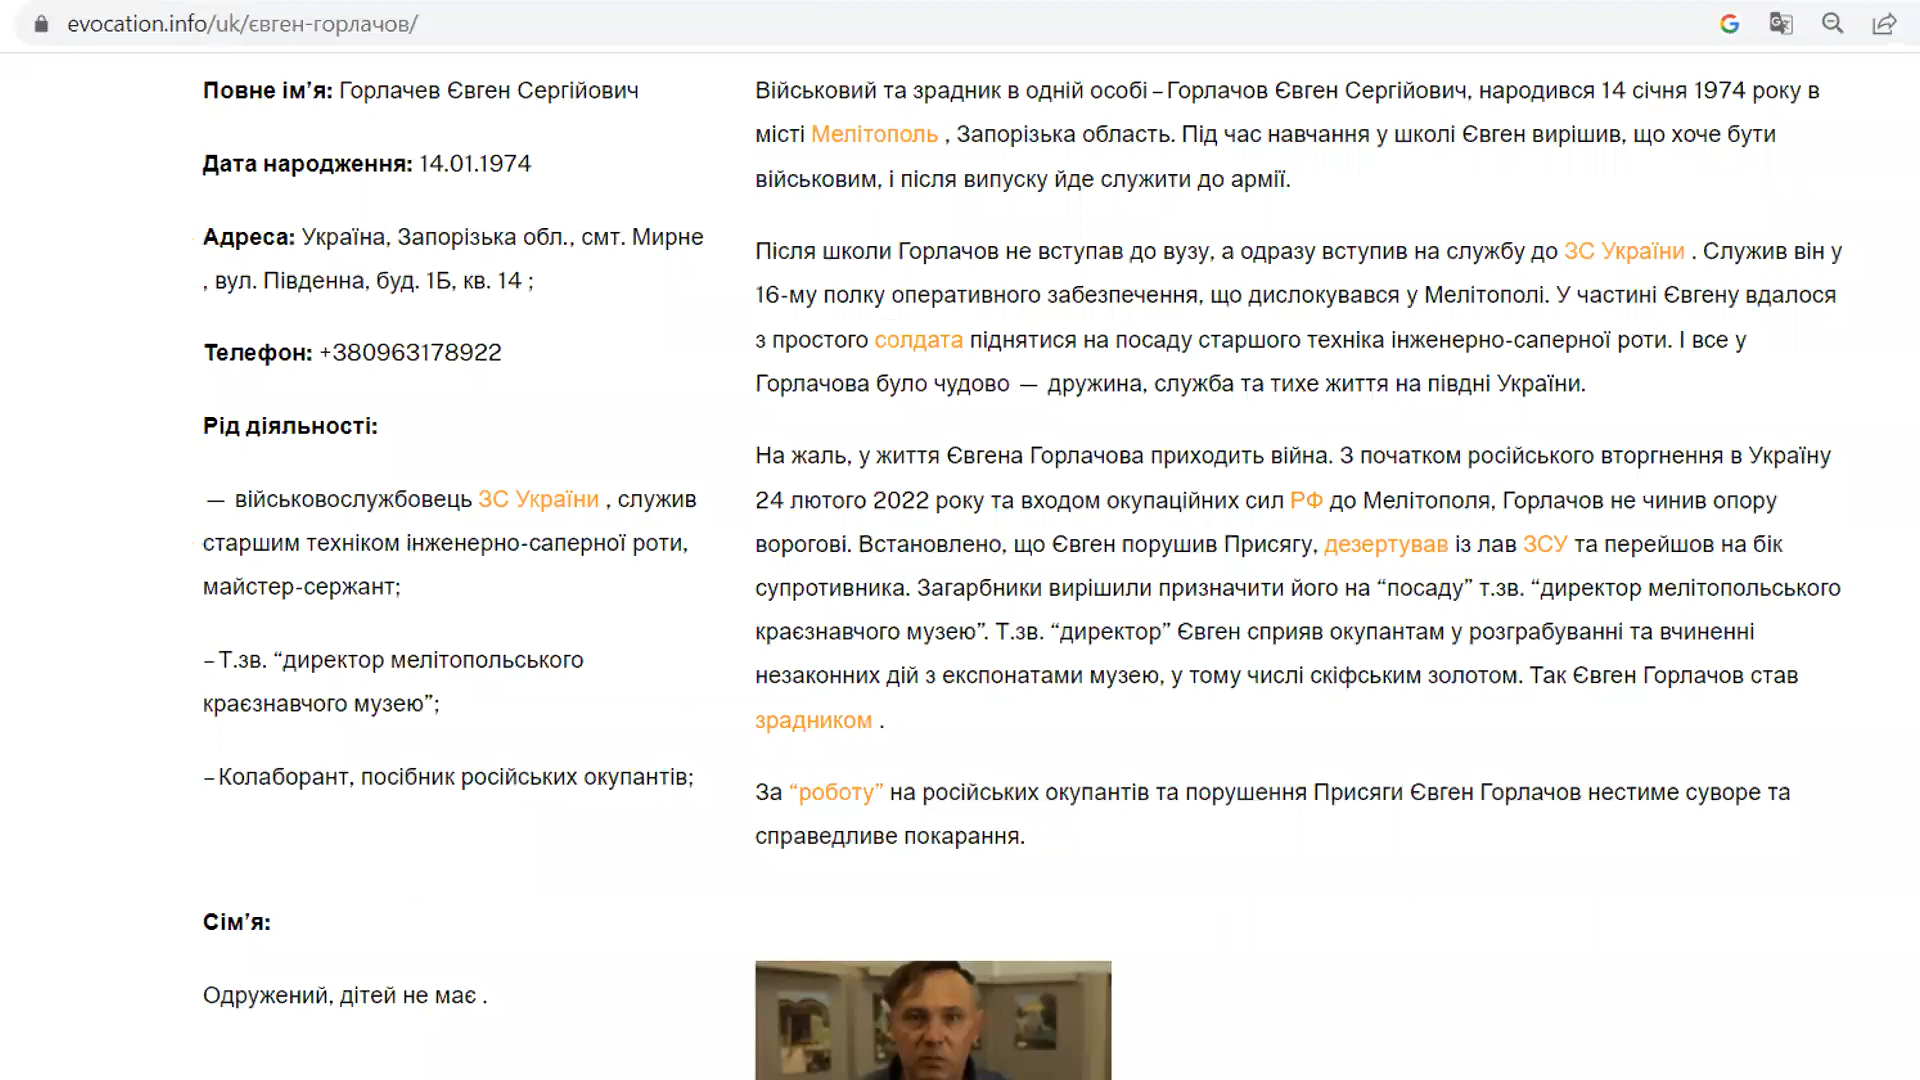 evocation.info/uk/євген-горлачов/
Повне ім’я: Горлачев Євген Сергійович
Дата народження: 14.01.1974
Адреса: Україна, Запорізька обл., смт. Мирне
, вул. Південна, буд. 1Б, кв. 14 ;
Телефон: +380963178922
Рід діяльності:
— військовослужбовець ЗС України , служив
старшим техніком інженерно-саперної роти,
майстер-сержант;
– Т.зв. “директор мелітопольського
краєзнавчого музею”;
– Колаборант, посібник російських окупантів;
Сім’я:
Одружений, дітей не має .
Військовий та зрадник в одній особі – Горлачов Євген Сергійович, народився 14 січня 1974 року в
місті Мелітополь , Запорізька область. Під час навчання у школі Євген вирішив, що хоче бути
військовим, і після випуску йде служити до армії.
Після школи Горлачов не вступав до вузу, а одразу вступив на службу до ЗС України . Служив він у
16-му полку оперативного забезпечення, що дислокувався у Мелітополі. У частині Євгену вдалося
з простого солдата піднятися на посаду старшого техніка інженерно-саперної роти. І все у
Горлачова було чудово — дружина, служба та тихе життя на півдні України.
На жаль, у життя Євгена Горлачова приходить війна. З початком російського вторгнення в Україну
24 лютого 2022 року та входом окупаційних сил РФ до Мелітополя, Горлачов не чинив опору
ворогові. Встановлено, що Євген порушив Присягу, дезертував із лав ЗСУ та перейшов на бік
супротивника. Загарбники вирішили призначити його на “посаду” т.зв. “директор мелітопольського
краєзнавчого музею”. Т.зв. “директор” Євген сприяв окупантам у розграбуванні та вчиненні
незаконних дій з експонатами музею, у тому числі скіфським золотом. Так Євген Горлачов став
зрадником .
За “роботу” на російських окупантів та порушення Присяги Євген Горлачов нестиме суворе та
справедливе покарання.